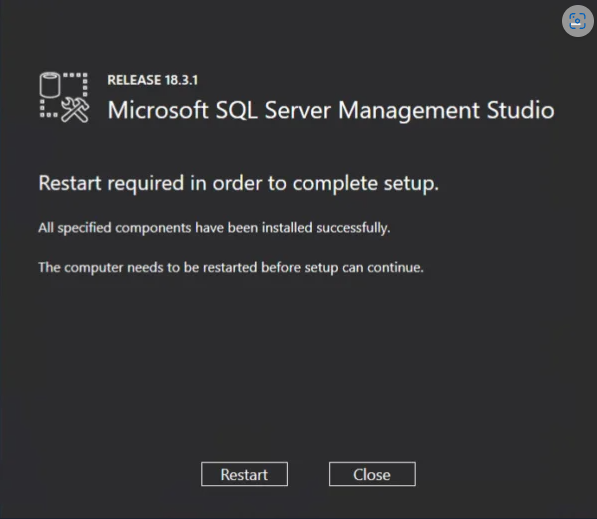 RELEASE 18.3.1
Microsoft SQL Server Management Studio
Restart required in order to complete setup.
All specified components have been installed successfully.
The computer needs to be restarted before setup can continue.
Restart
Close